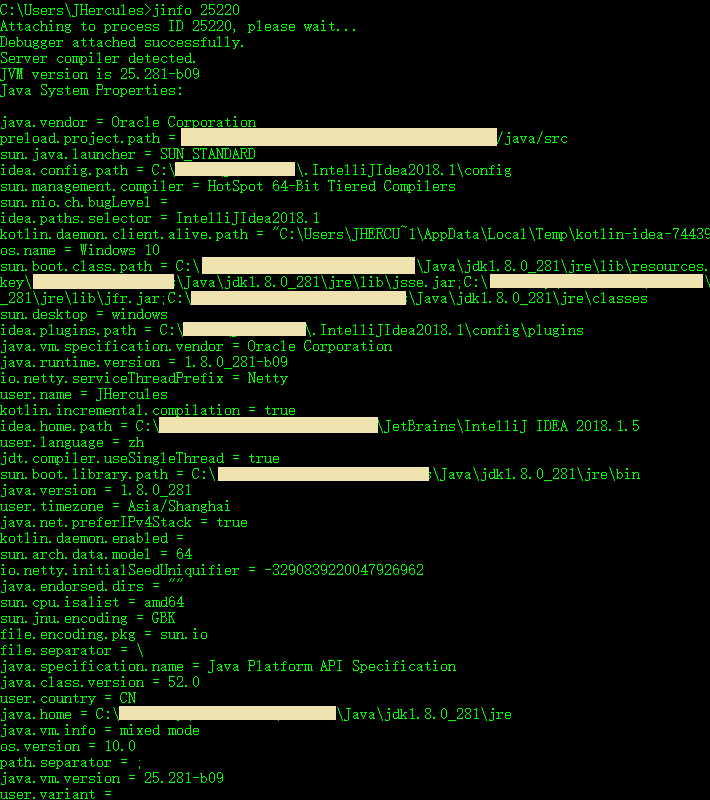 C:\Users\JHercules>jinfo 25220
Attaching to process ID 25220, please wait...
Debugger attached successfully.
Server compiler detected.
JVM version is 25.281-b09
Java System Properties:
java.vendor = Oracle Corporation
preload.project.path = /java/src
sun.java.launcher = SUN_STANDARD
idea.config.path = C:\ \.IntelliJIdea2018.1\config
sun.management.compiler = HotSpot 64-Bit Tiered Compilers
sun.nio.ch.bugLevel =
idea.paths.selector = IntelliJIdea2018.1
kotlin.daemon.client.alive.path = "C:\Users\JHERCU~1\AppData\Local\Temp\kotlin-idea-74439
os.name = Windows 10
sun.boot.class.path = C:\ \Java\jdk1.8.0_281\jre\lib\resources.
key\ \Java\jdk1.8.0_281\jre\lib\jsse.jar;C:\ \
_281\jre\lib\jfr.jar;C:\ \Java\jdk1.8.0_281\jre\classes
sun.desktop = windows
idea.plugins.path = C:\ \.IntelliJIdea2018.1\config\plugins
java.vm.specification.vendor = Oracle Corporation
java.runtime.version = 1.8.0_281-b09
io.netty.serviceThreadPrefix = Netty
user.name = JHercules
kotlin.incremental.compilation = true
idea.home.path = C:\ \JetBrains\IntelliJ IDEA 2018.1.5
user.language = zh
jdt.compiler.useSingleThread = true
sun.boot.library.path = C:\ \Java\jdk1.8.0_281\jre\bin
java.version = 1.8.0_281
user.timezone = Asia/Shanghai
java.net.preferIPv4Stack = true
kotlin.daemon.enabled =
sun.arch.data.model = 64
io.netty.initialSeedUniquifier = -3290839220047926962
java.endorsed.dirs = ""
sun.cpu.isalist = amd64
sun.jnu.encoding = GBK
file.encoding.pkg = sun.io
file.separator = \
java.specification.name = Java Platform API Specification
java.class.version = 52.0
user.country = CN
java.home = C:\ \Java\jdk1.8.0_281\jre
java.vm.info = mixed mode
os.version = 10.0
path.separator = ;
java.vm.version = 25.281-b09
user.variant =